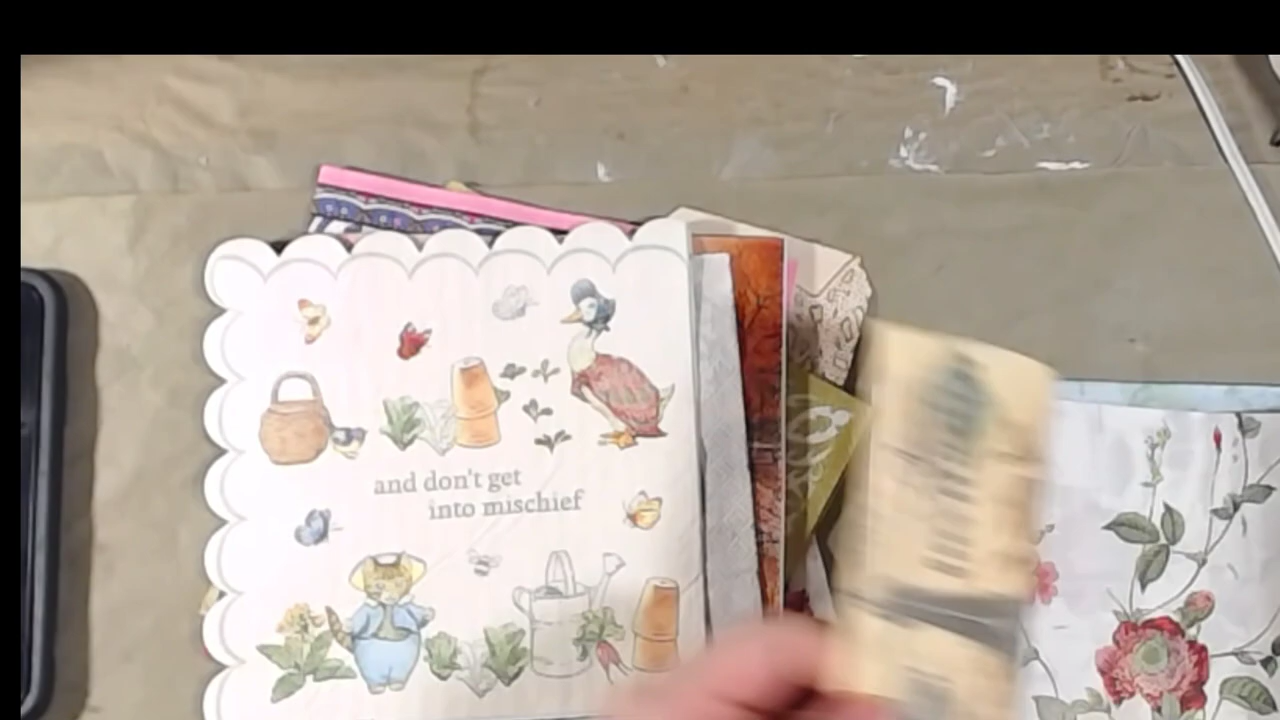 and don't get
into mischief